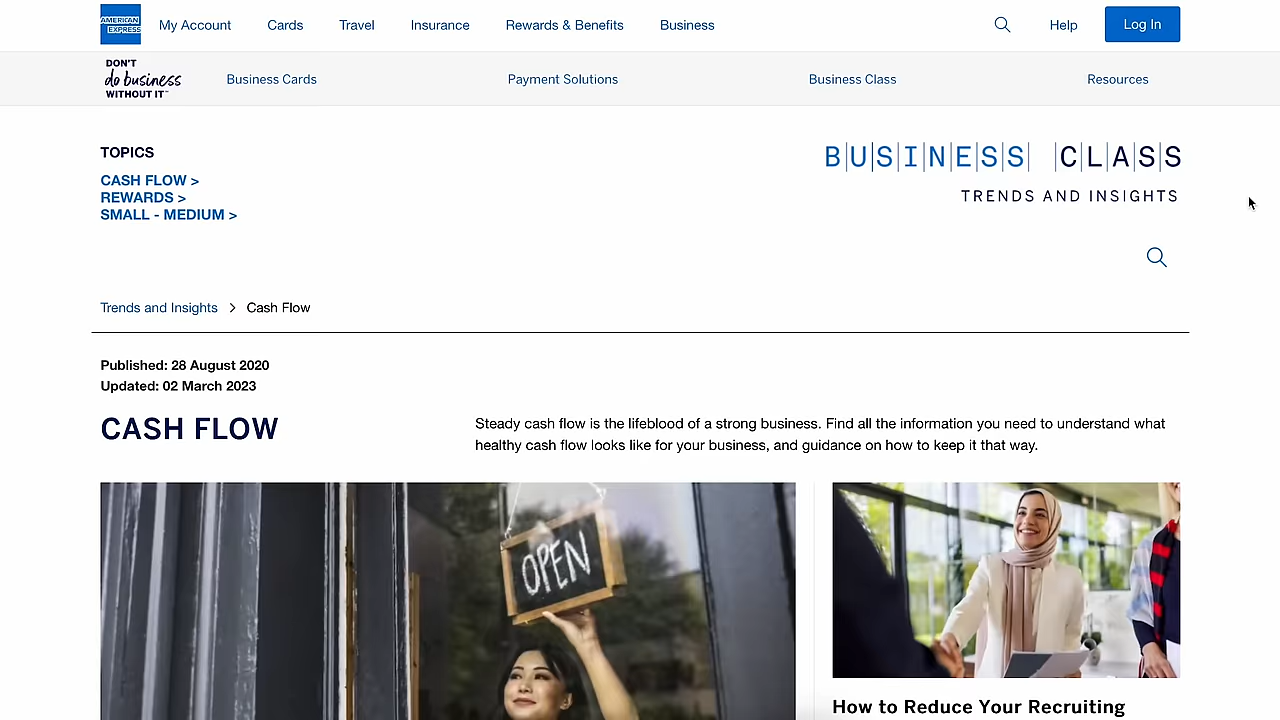 AMERICAN
EXPRESS
My Account
Cards
Travel
Insurance
Rewards & Benefits
Business
Help
Log In
DON'T
do business
WITHOUT IT™
Business Cards
Payment Solutions
Business Class
Resources
TOPICS
CASH FLOW >
REWARDS >
SMALL - MEDIUM >
BUSINESS CLASS
TRENDS AND INSIGHTS
Trends and Insights > Cash Flow
Published: 28 August 2020
Updated: 02 March 2023
CASH FLOW
Steady cash flow is the lifeblood of a strong business. Find all the information you need to understand what
healthy cash flow looks like for your business, and guidance on how to keep it that way.
OPEN
How to Reduce Your Recruiting